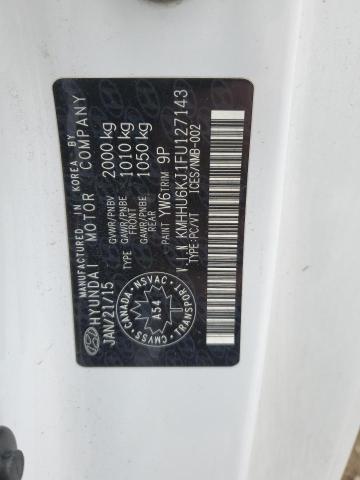 MANUFACTURED IN KOREA BY
HYUNDAI MOTOR COMPANY
JAN/21/15
GVWR/PNBV 2000 kg
TYPE GAWR/PNBE FRONT 1010 kg
GAWR/PNBE REAR 1050 kg
PAINT YW6 TRIM 9P
V.I.N KMHHU6KJ1FU127143
TYPE:PC/VT ICES/NMB-002
CANADA NSVAC TRANSPORT CMVSS
A54